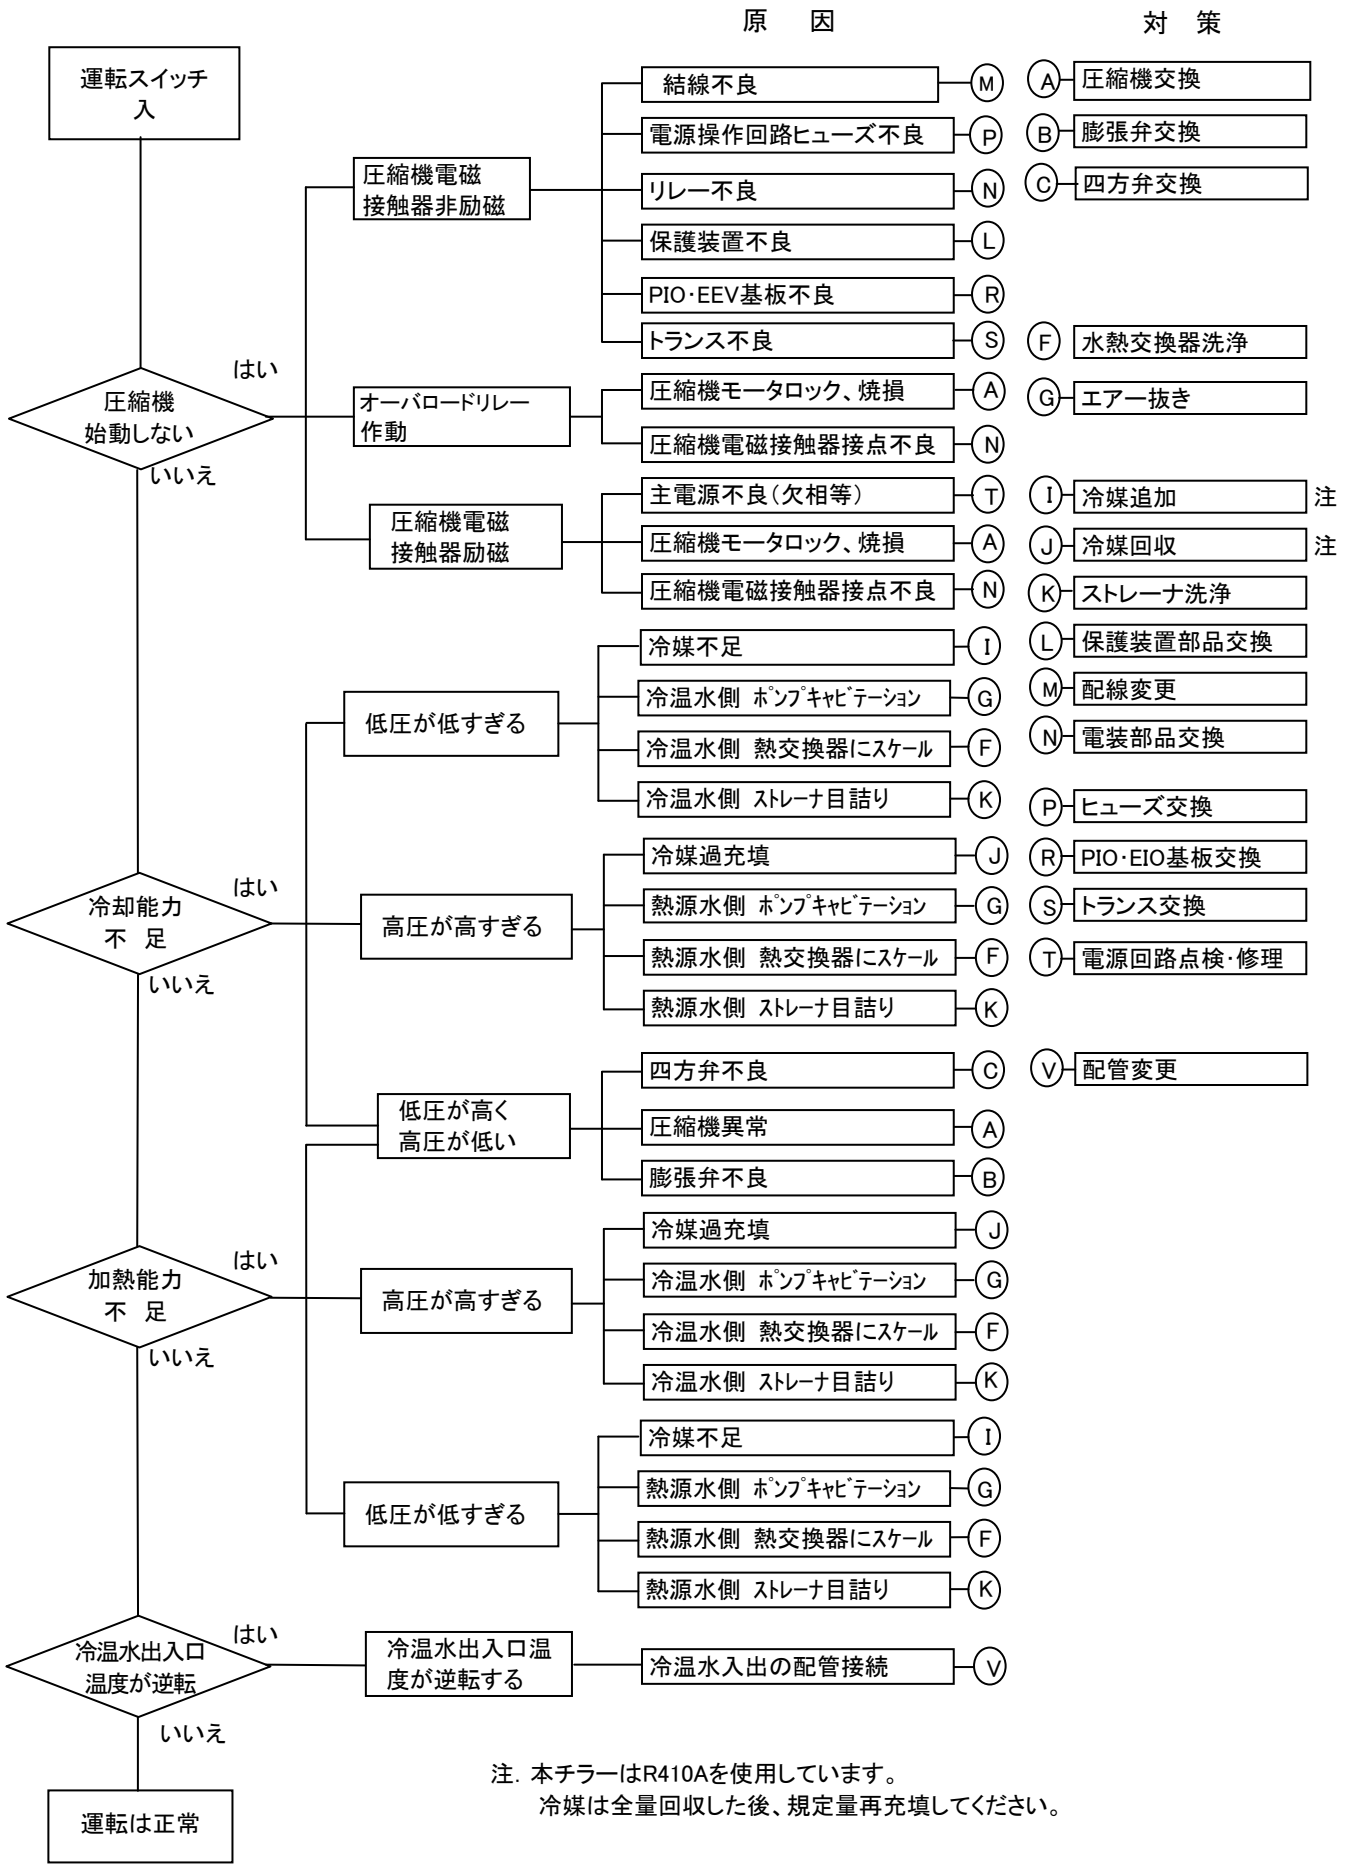 原 因
対 策
運転スイッチ
入
圧縮機
始動しない
はい
いいえ
圧縮機電磁
接触器非励磁
結線不良
M
電源操作回路ヒューズ不良
P
リレー不良
N
保護装置不良
L
PIO･EEV基板不良
R
トランス不良
S
オーバロードリレー
作動
圧縮機モータロック、焼損
A
圧縮機電磁接触器接点不良
N
圧縮機電磁
接触器励磁
主電源不良(欠相等)
T
圧縮機モータロック、焼損
A
圧縮機電磁接触器接点不良
N
冷却能力
不 足
はい
いいえ
低圧が低すぎる
冷媒不足
I
冷温水側 ﾎﾟﾝﾌﾟｷｬﾋﾞﾃｰｼｮﾝ
G
冷温水側 熱交換器にｽｹｰﾙ
F
冷温水側 ｽﾄﾚｰﾅ目詰り
K
高圧が高すぎる
冷媒過充填
J
熱源水側 ﾎﾟﾝﾌﾟｷｬﾋﾞﾃｰｼｮﾝ
G
熱源水側 熱交換器にｽｹｰﾙ
F
熱源水側 ｽﾄﾚｰﾅ目詰り
K
低圧が高く
高圧が低い
四方弁不良
C
圧縮機異常
A
膨張弁不良
B
加熱能力
不 足
はい
いいえ
高圧が高すぎる
冷媒過充填
J
冷温水側 ﾎﾟﾝﾌﾟｷｬﾋﾞﾃｰｼｮﾝ
G
冷温水側 熱交換器にｽｹｰﾙ
F
冷温水側 ｽﾄﾚｰﾅ目詰り
K
低圧が低すぎる
冷媒不足
I
熱源水側 ﾎﾟﾝﾌﾟｷｬﾋﾞﾃｰｼｮﾝ
G
熱源水側 熱交換器にｽｹｰﾙ
F
熱源水側 ｽﾄﾚｰﾅ目詰り
K
冷温水出入口
温度が逆転
はい
いいえ
冷温水出入口温
度が逆転する
冷温水入出の配管接続
V
運転は正常
A 圧縮機交換
B 膨張弁交換
C 四方弁交換
F 水熱交換器洗浄
G エアー抜き
I 冷媒追加 注
J 冷媒回収 注
K ストレーナ洗浄
L 保護装置部品交換
M 配線変更
N 電装部品交換
P ヒューズ交換
R PIO･EIO基板交換
S トランス交換
T 電源回路点検･修理
V 配管変更
注. 本チラーはR410Aを使用しています。
冷媒は全量回収した後、規定量再充填してください。